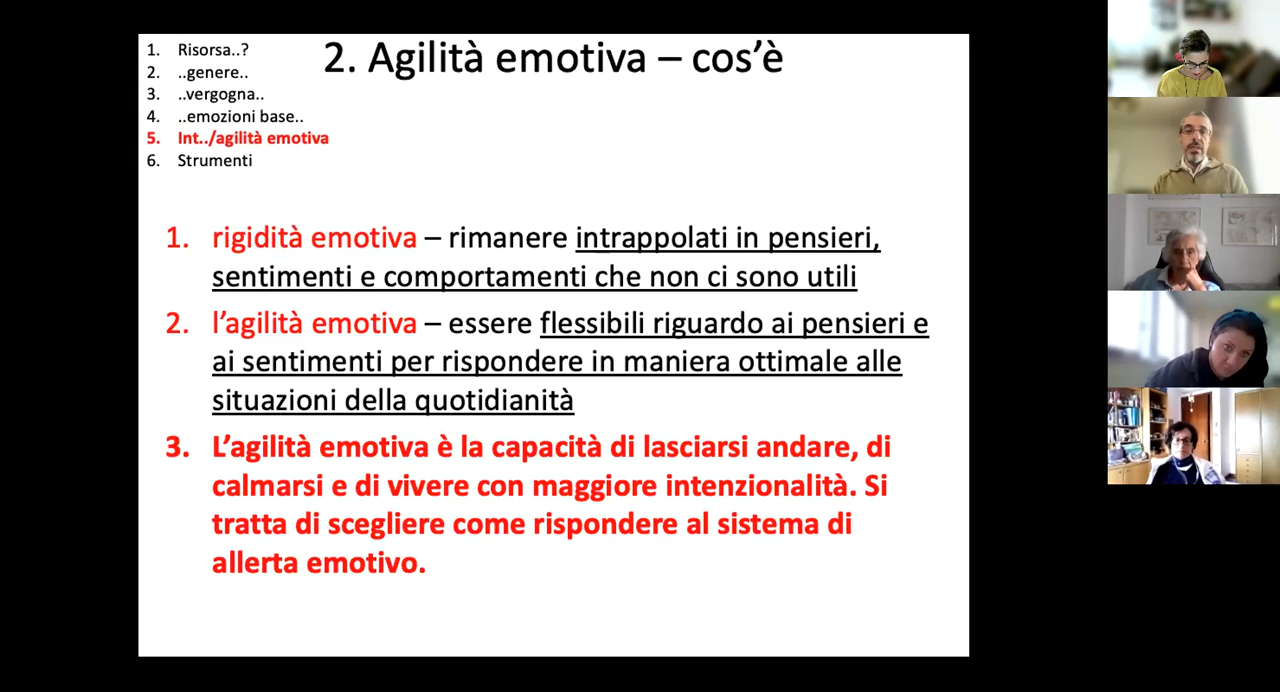 2. Agilità emotiva – cos’è
1. Risorsa..?
2. ..genere..
3. ..vergogna..
4. ..emozioni base..
5. Int../agilità emotiva
6. Strumenti
1. rigidità emotiva – rimanere intrappolati in pensieri,
sentimenti e comportamenti che non ci sono utili
2. l’agilità emotiva – essere flessibili riguardo ai pensieri e
ai sentimenti per rispondere in maniera ottimale alle
situazioni della quotidianità
3. L’agilità emotiva è la capacità di lasciarsi andare, di
calmarsi e di vivere con maggiore intenzionalità. Si
tratta di scegliere come rispondere al sistema di
allerta emotivo.